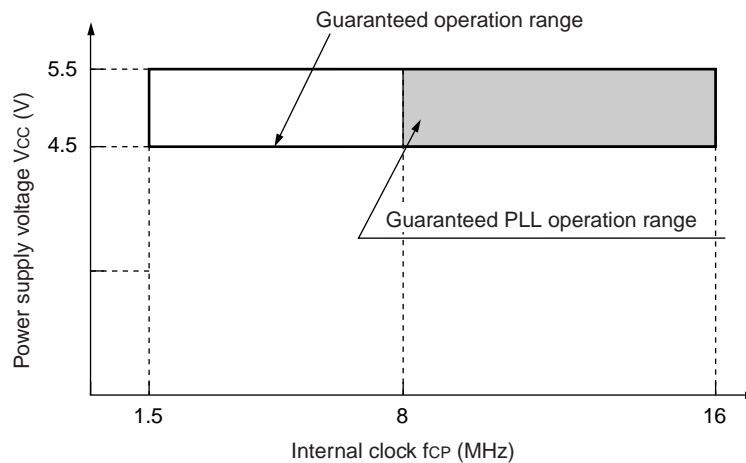 Guaranteed operation range
5.5
4.5
Power supply voltage VCC (V)
Guaranteed PLL operation range
1.5
8
16
Internal clock fCP (MHz)